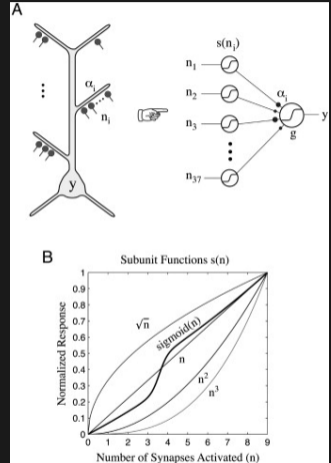 A
s(nᵢ)
n₁
αᵢ
αᵢ
n₂
nᵢ
n₃
y
g
y
n₃₇
B
Subunit Functions s(n)
Normalized Response
1
0.9
0.8
0.7
0.6
0.5
0.4
0.3
0.2
0.1
0
√n
sigmoid(n)
n
n²
n³
0 1 2 3 4 5 6 7 8 9
Number of Synapses Activated (n)